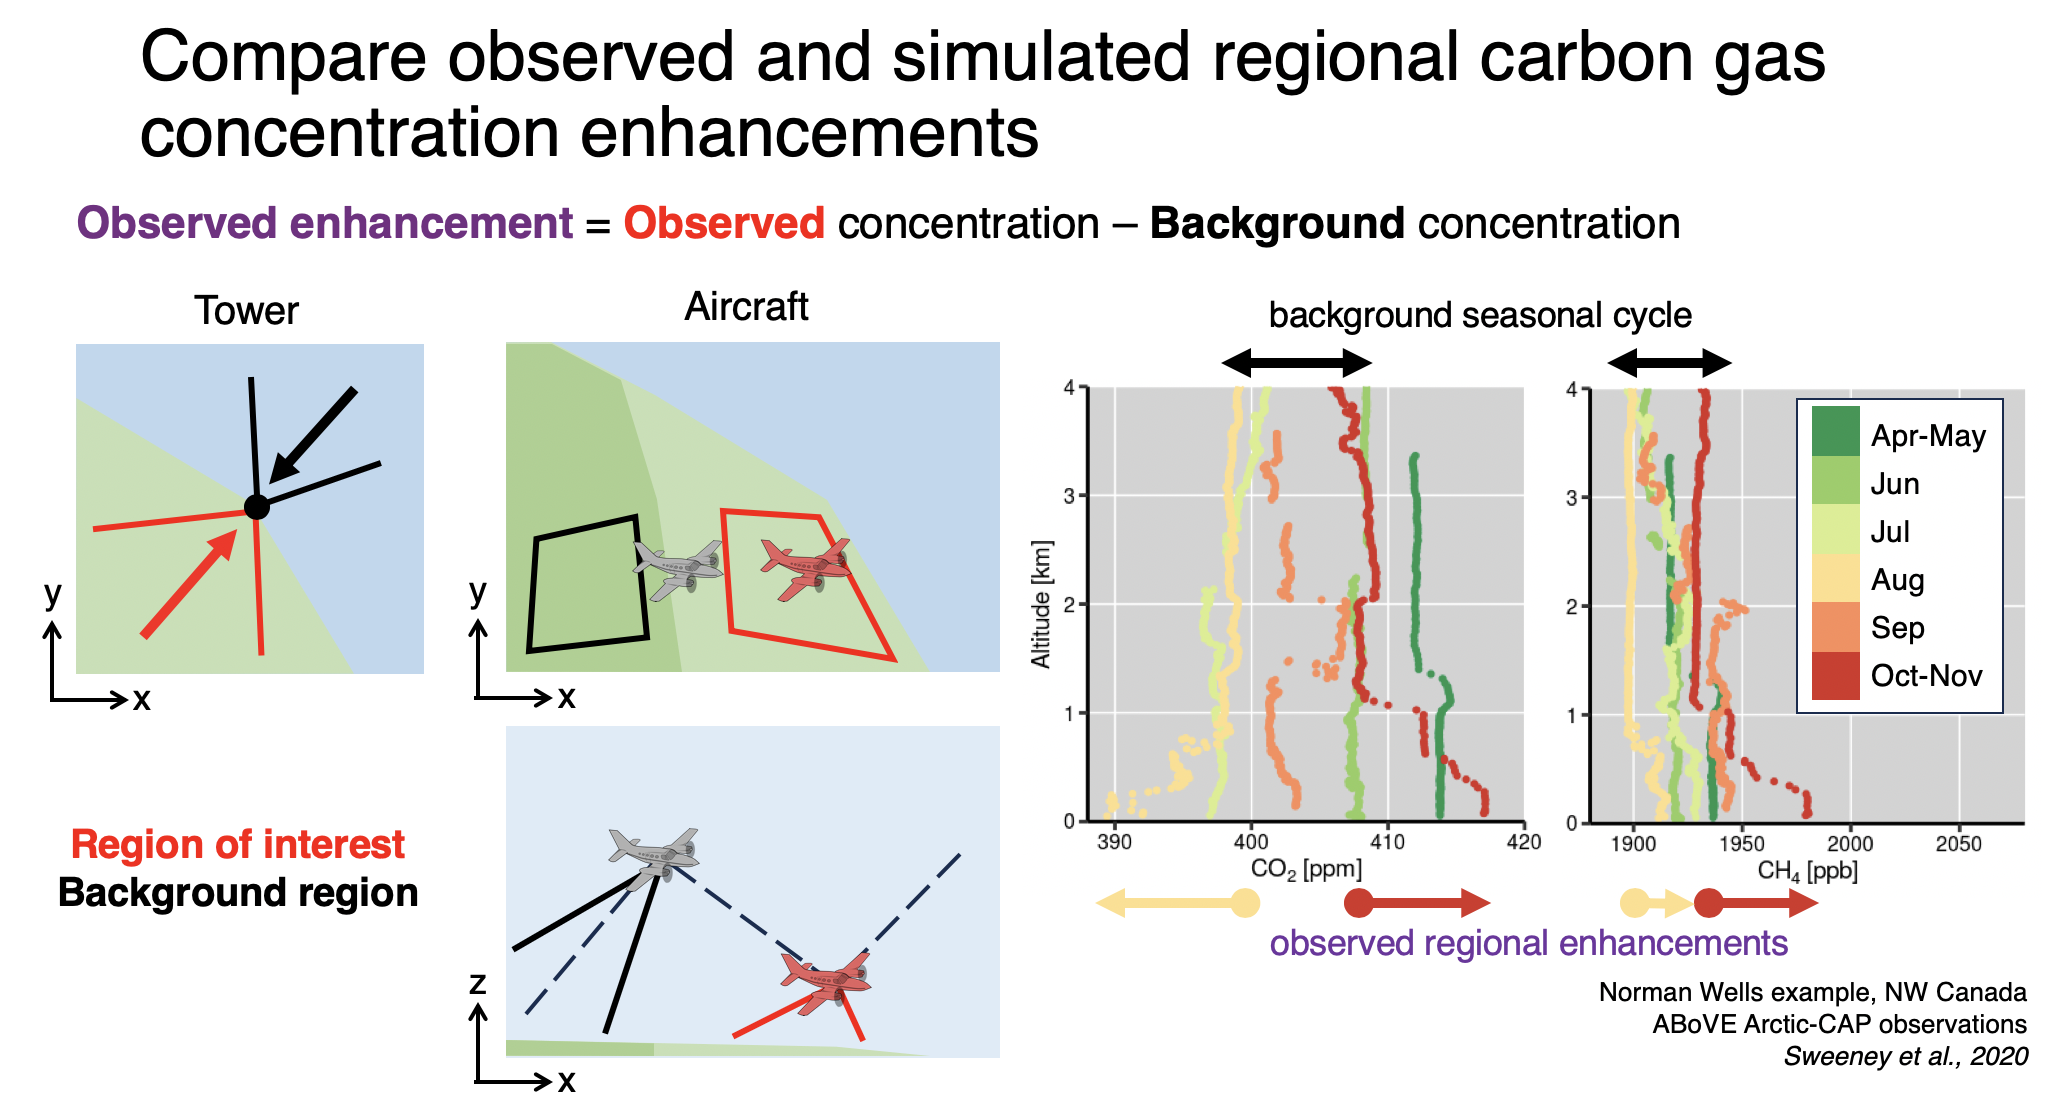 Compare observed and simulated regional carbon gas
concentration enhancements
Observed enhancement = Observed concentration – Background concentration
Tower
Aircraft
background seasonal cycle
y
x
y
x
Region of interest
Background region
z
x
Altitude [km]
4
3
2
1
0
390
400
410
420
CO₂ [ppm]
4
3
2
1
0
1900
1950
2000
2050
CH₄ [ppb]
Apr-May
Jun
Jul
Aug
Sep
Oct-Nov
observed regional enhancements
Norman Wells example, NW Canada
ABoVE Arctic-CAP observations
Sweeney et al., 2020